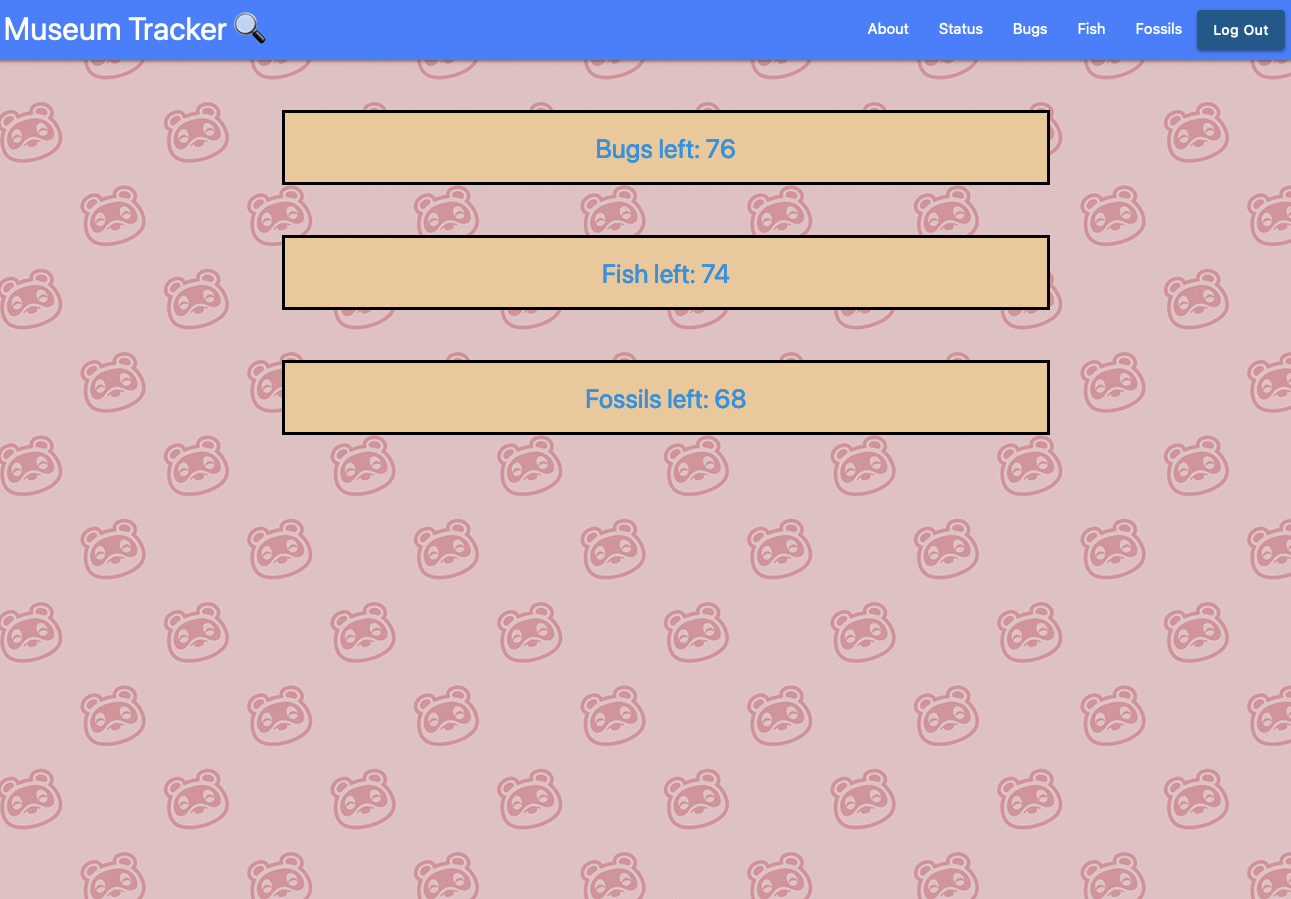 Museum Tracker 🔍
About Status Bugs Fish Fossils Log Out
Bugs left: 76
Fish left: 74
Fossils left: 68